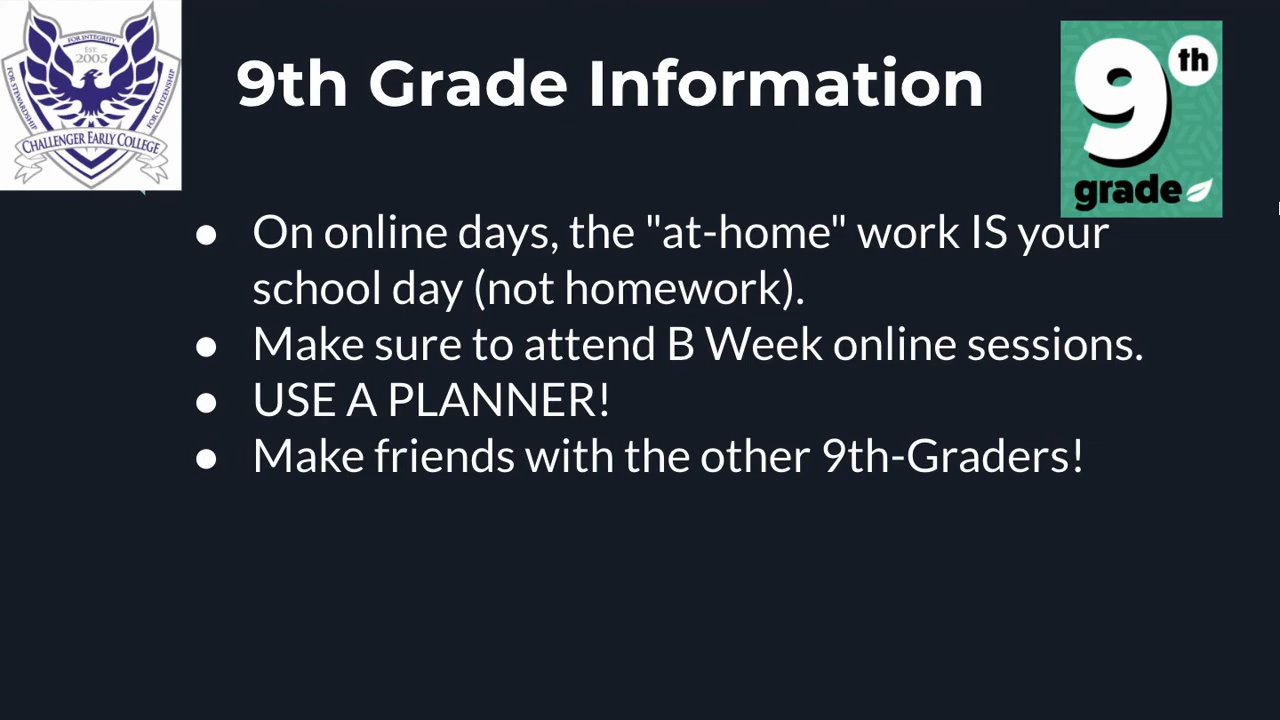 FOR INTEGRITY
Est.
2005
FOR STEWARDSHIP
FOR CITIZENSHIP
CHALLENGER EARLY COLLEGE
9th Grade Information
9th
grade
● On online days, the "at-home" work IS your
school day (not homework).
● Make sure to attend B Week online sessions.
● USE A PLANNER!
● Make friends with the other 9th-Graders!